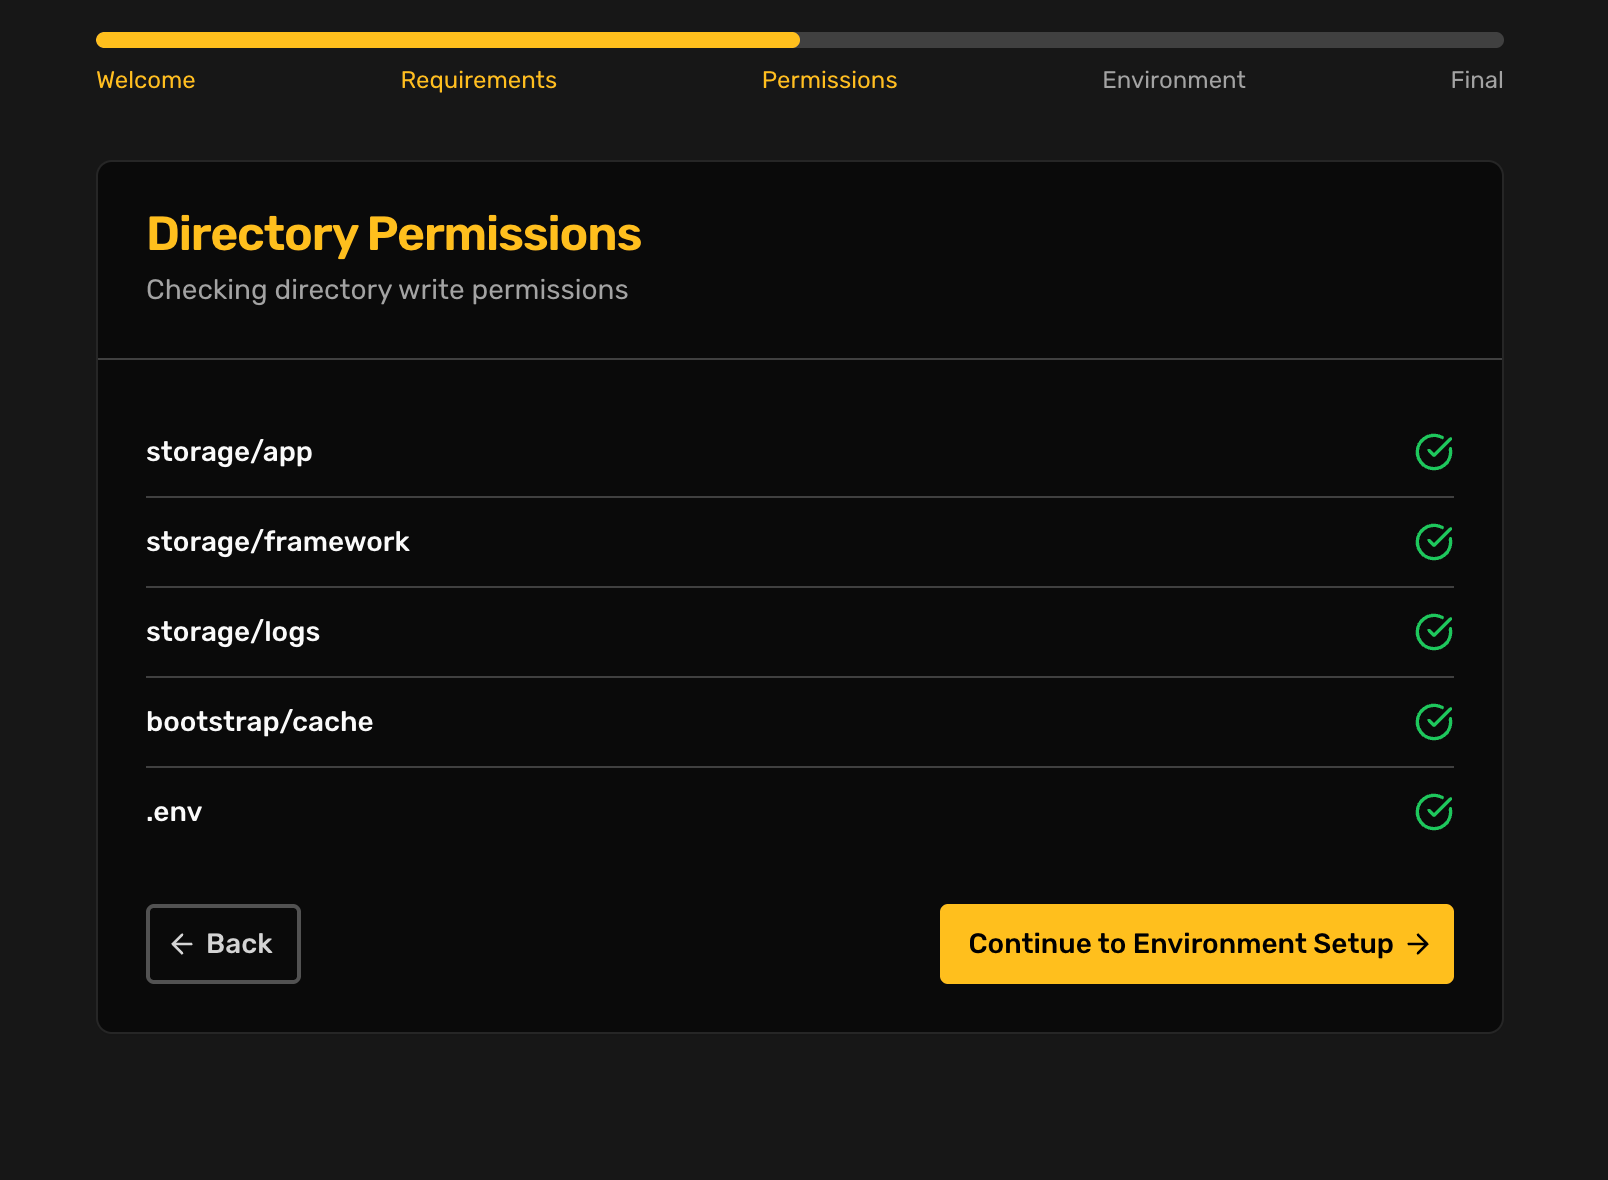 Welcome
Requirements
Permissions
Environment
Final
Directory Permissions
Checking directory write permissions
storage/app
storage/framework
storage/logs
bootstrap/cache
.env
Back
Continue to Environment Setup